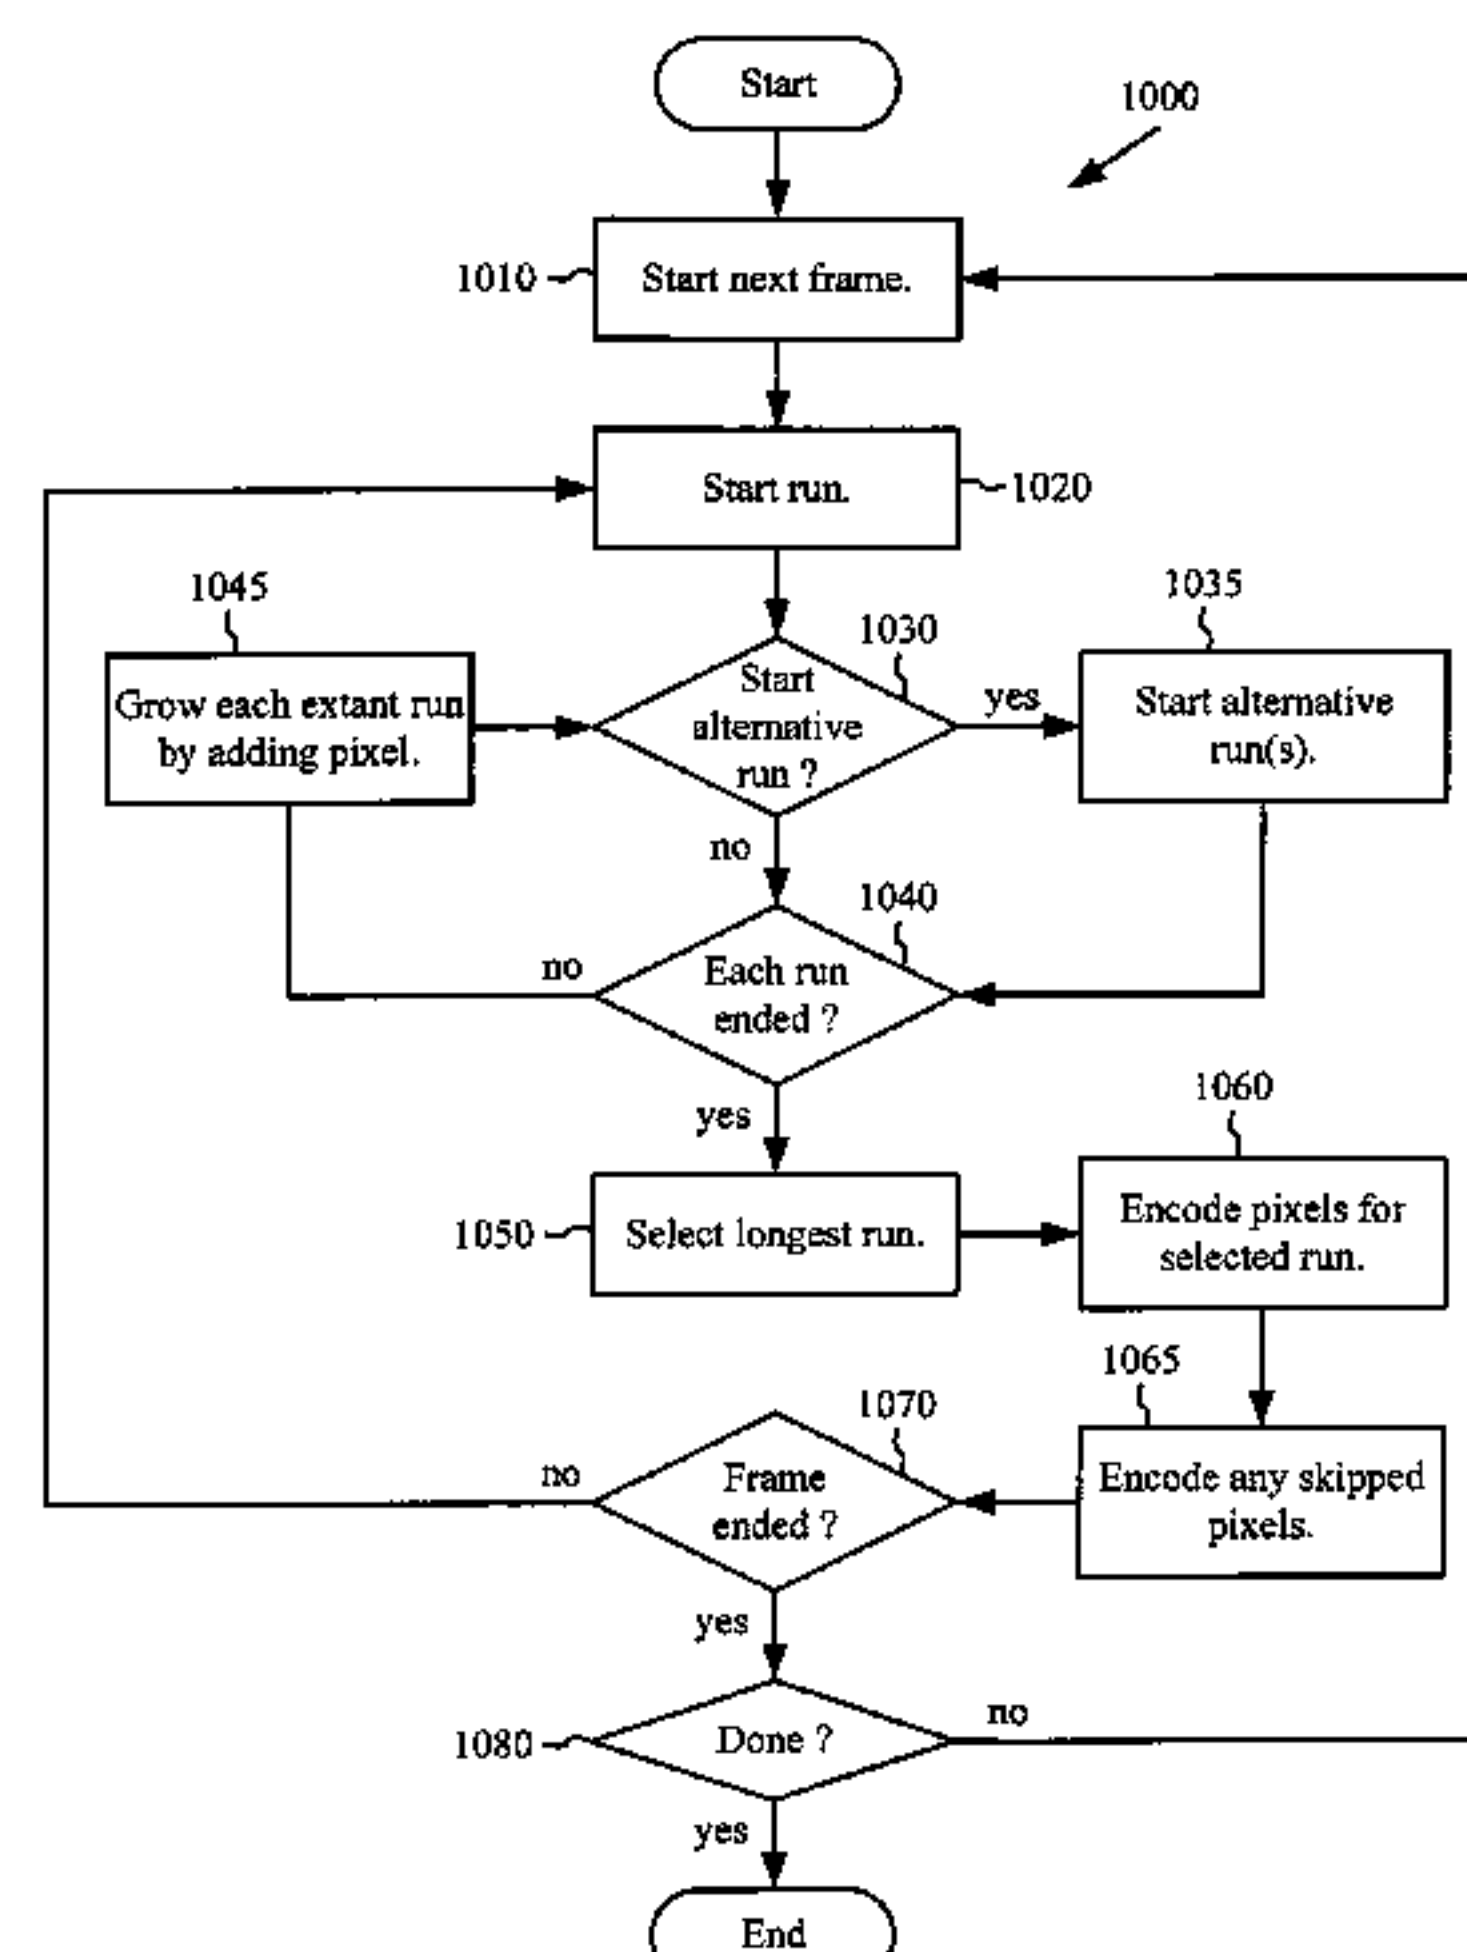 Start
1000
1010
Start next frame.
Start run.
1020
1045
1035
1030
Grow each extant run
by adding pixel.
Start
alternative
run ?
yes
Start alternative
run(s).
no
1040
no
Each run
ended ?
yes
1060
1050
Select longest run.
Encode pixels for
selected run.
1065
1070
no
Frame
ended ?
Encode any skipped
pixels.
yes
1080
Done ?
no
yes
End